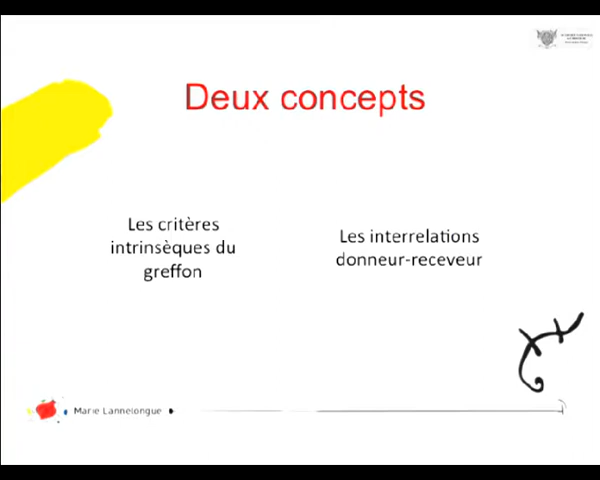 Deux concepts
Les critères
intrinsèques du
greffon
Les interrelations
donneur-receveur
Marie Lannelongue